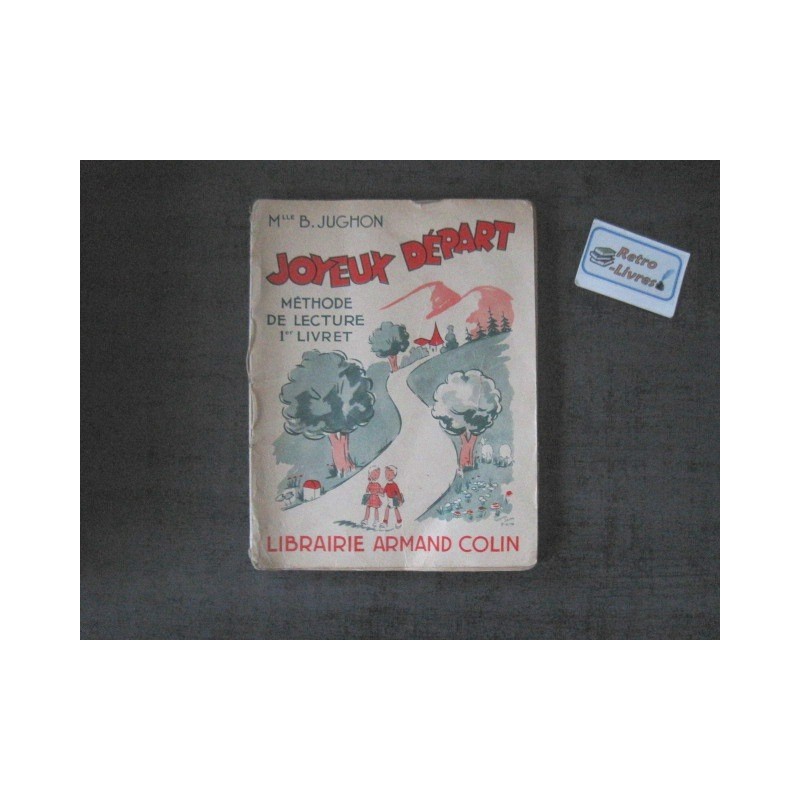 Mlle B. JUGHON
JOYEUX DÉPART
MÉTHODE
DE LECTURE
1er LIVRET
LIBRAIRIE ARMAND COLIN
Retro
-Livres